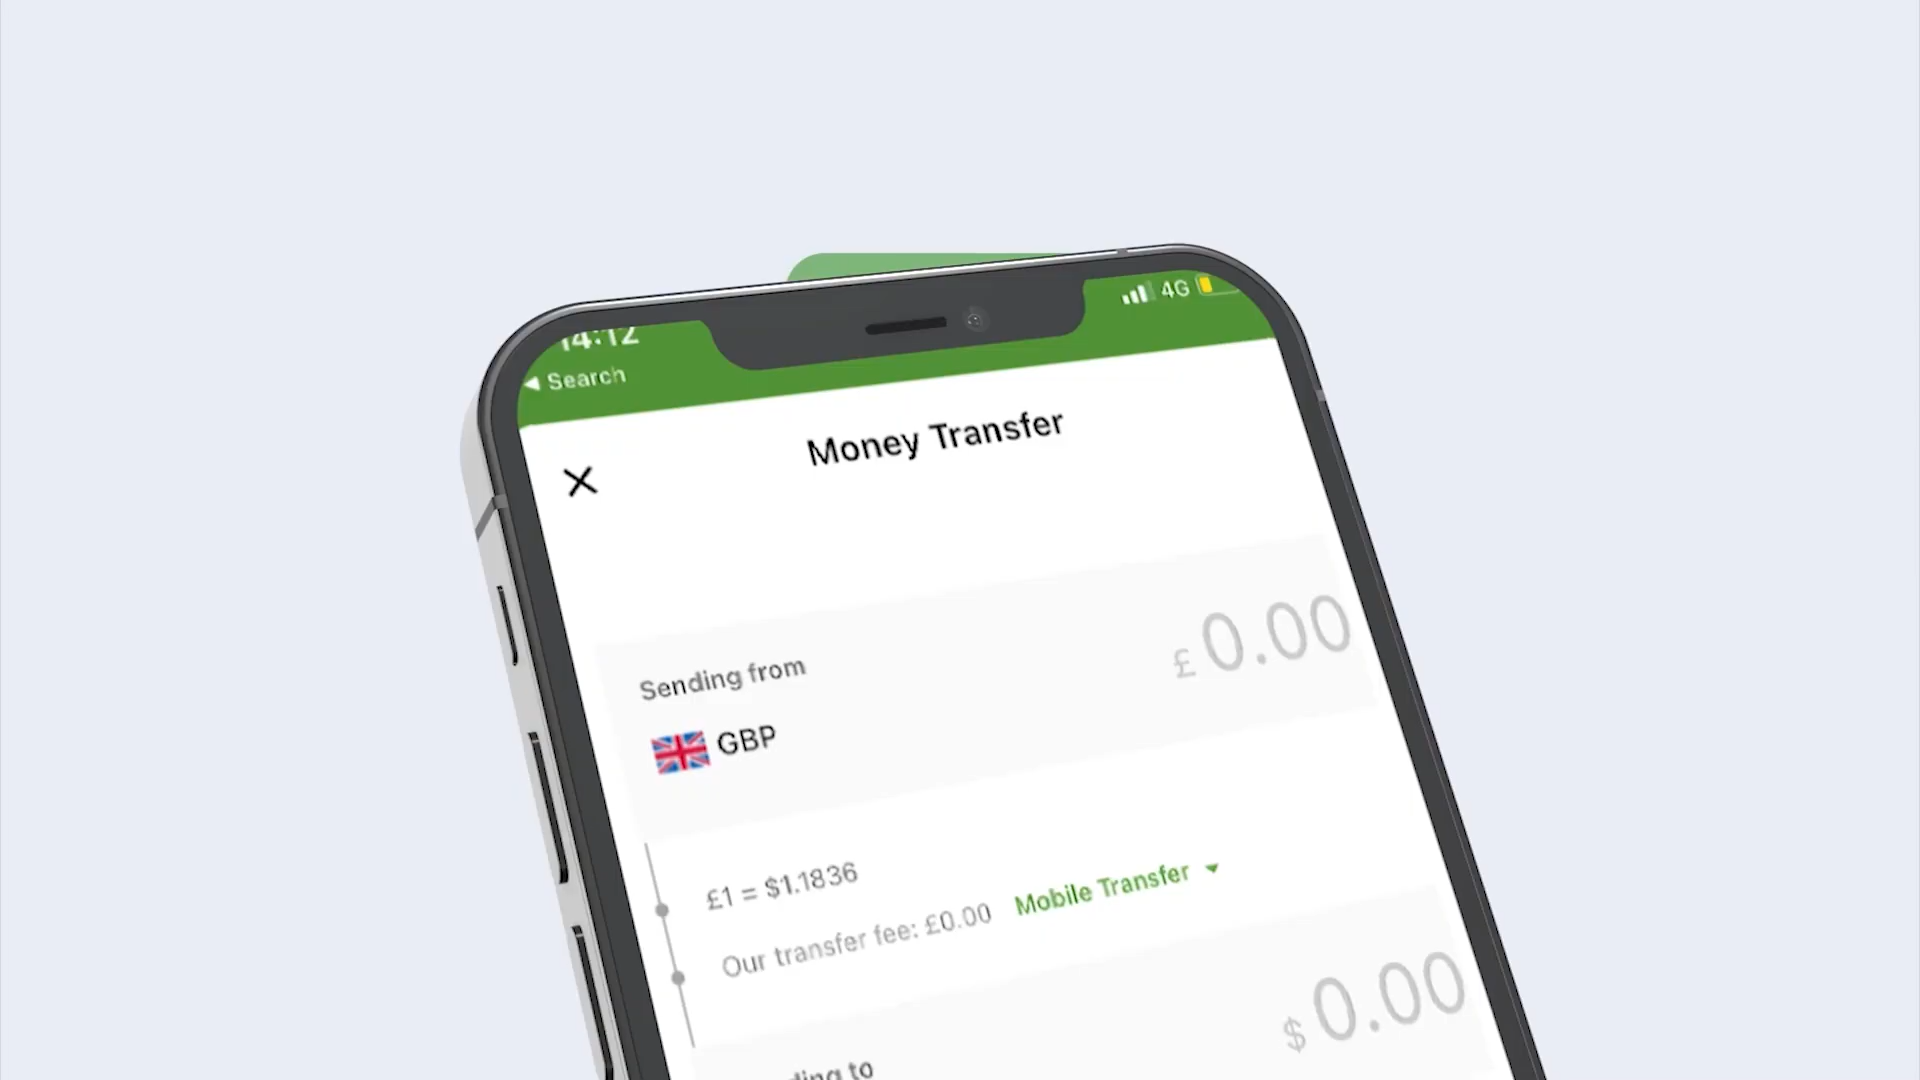 14:12
4G
◀ Search
Money Transfer
Sending from
£ 0.00
GBP
£1 = $1.1836
Our transfer fee: £0.00 Mobile Transfer
$ 0.00
to